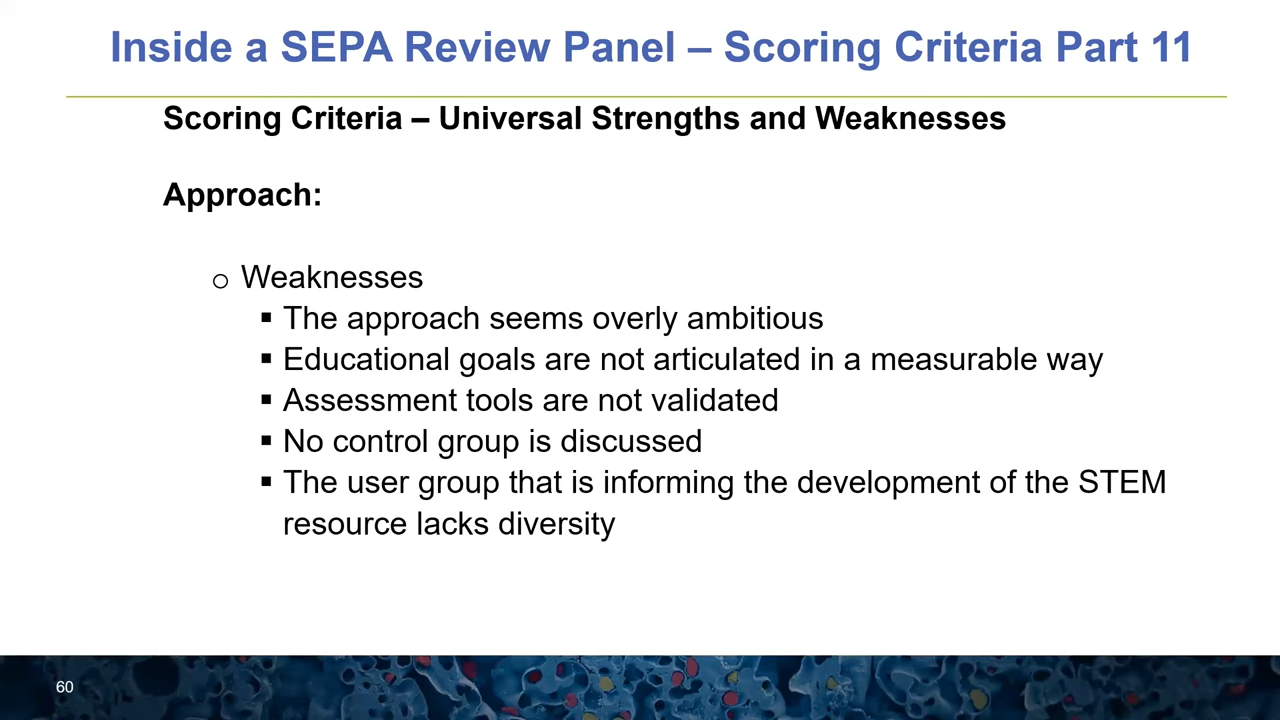 Inside a SEPA Review Panel – Scoring Criteria Part 11
Scoring Criteria – Universal Strengths and Weaknesses
Approach:
o Weaknesses
▪ The approach seems overly ambitious
▪ Educational goals are not articulated in a measurable way
▪ Assessment tools are not validated
▪ No control group is discussed
▪ The user group that is informing the development of the STEM
resource lacks diversity
60